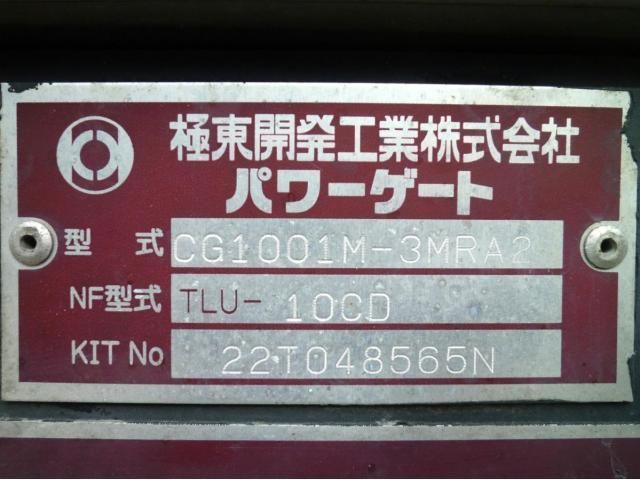 極東開発工業株式会社
パワーゲート
型 式 CG1001M-3MRA2
NF型式 TLU- 10CD
KIT No 22T048565N